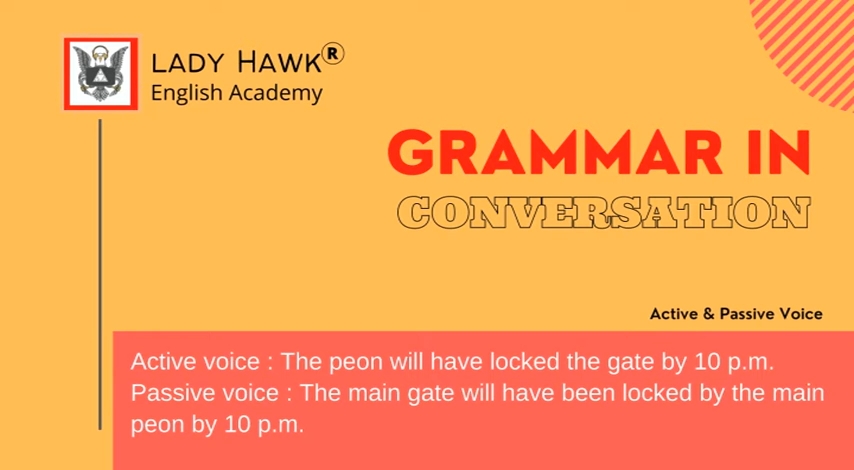 LADY HAWK®
English Academy
GRAMMAR IN
CONVERSATION
Active & Passive Voice
Active voice : The peon will have locked the gate by 10 p.m.
Passive voice : The main gate will have been locked by the main
peon by 10 p.m.